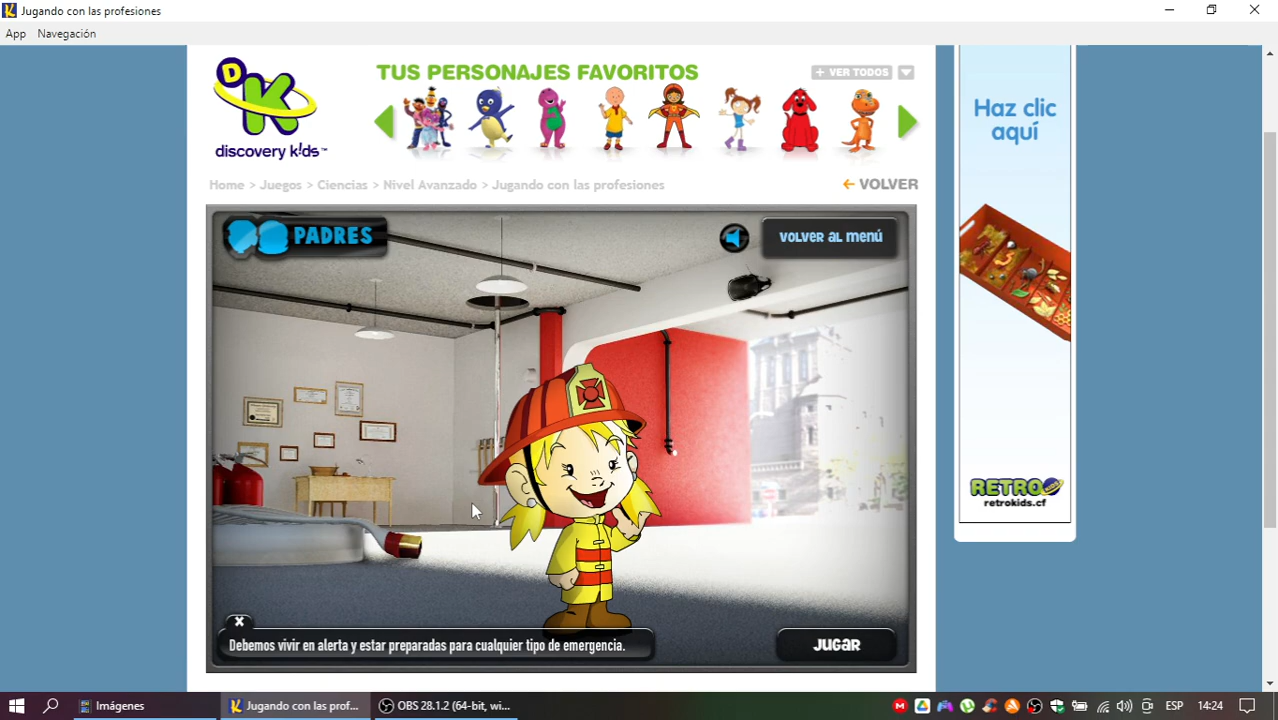 Jugando con las profesiones
App Navegación
D
K
discovery k!ds™
TUS PERSONAJES FAVORITOS
+ VER TODOS
Haz clic
aquí
Home > Juegos > Ciencias > Nivel Avanzado > Jugando con las profesiones
← VOLVER
PADRES
VOLVER AL MENÚ
RETRO
retrokids.cf
x
Debemos vivir en alerta y estar preparadas para cualquier tipo de emergencia.
JUGAR
Imágenes
Jugando con las prof...
OBS 28.1.2 (64-bit, wi...
ESP
14:24